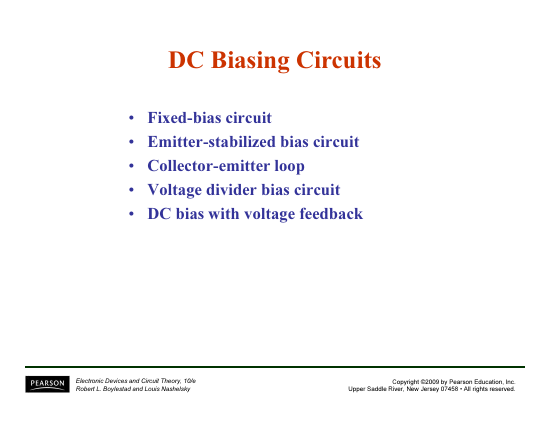 DC Biasing Circuits
• Fixed-bias circuit
• Emitter-stabilized bias circuit
• Collector-emitter loop
• Voltage divider bias circuit
• DC bias with voltage feedback
PEARSON
Electronic Devices and Circuit Theory, 10/e
Robert L. Boylestad and Louis Nashelsky
Copyright ©2009 by Pearson Education, Inc.
Upper Saddle River, New Jersey 07458 • All rights reserved.